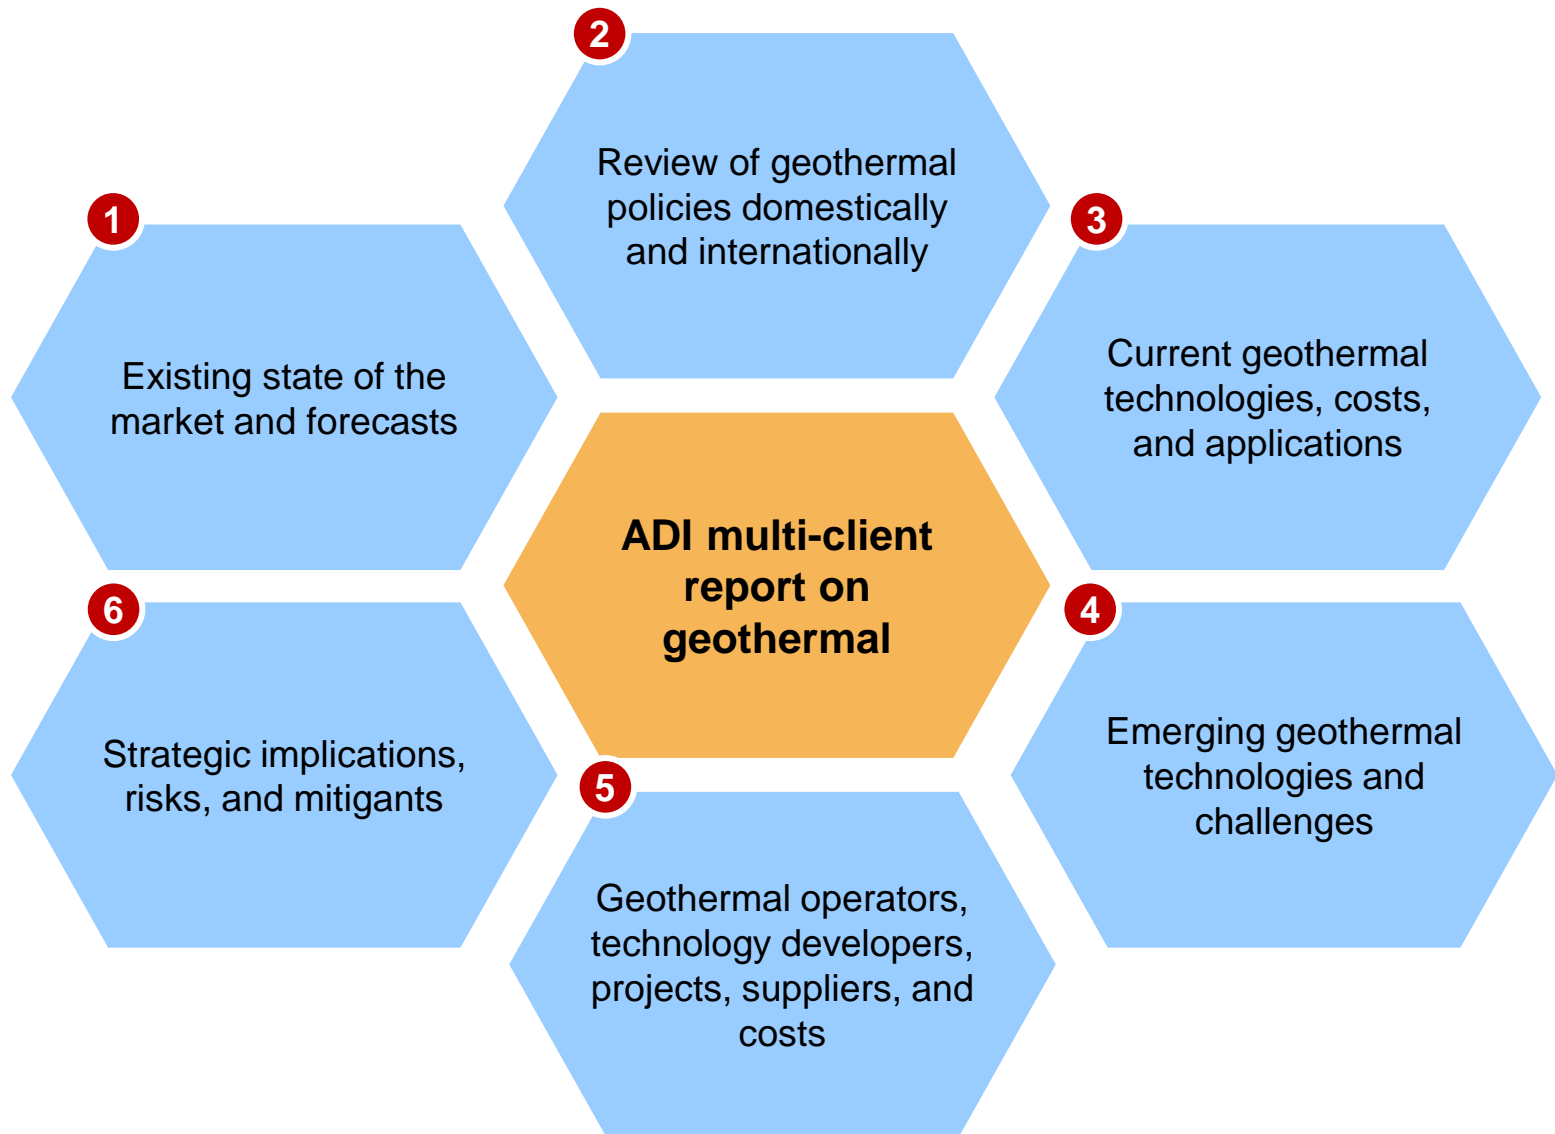 1
Existing state of the
market and forecasts
2
Review of geothermal
policies domestically
and internationally
3
Current geothermal
technologies, costs,
and applications
ADI multi-client
report on
geothermal
4
Emerging geothermal
technologies and
challenges
5
Geothermal operators,
technology developers,
projects, suppliers, and
costs
6
Strategic implications,
risks, and mitigants